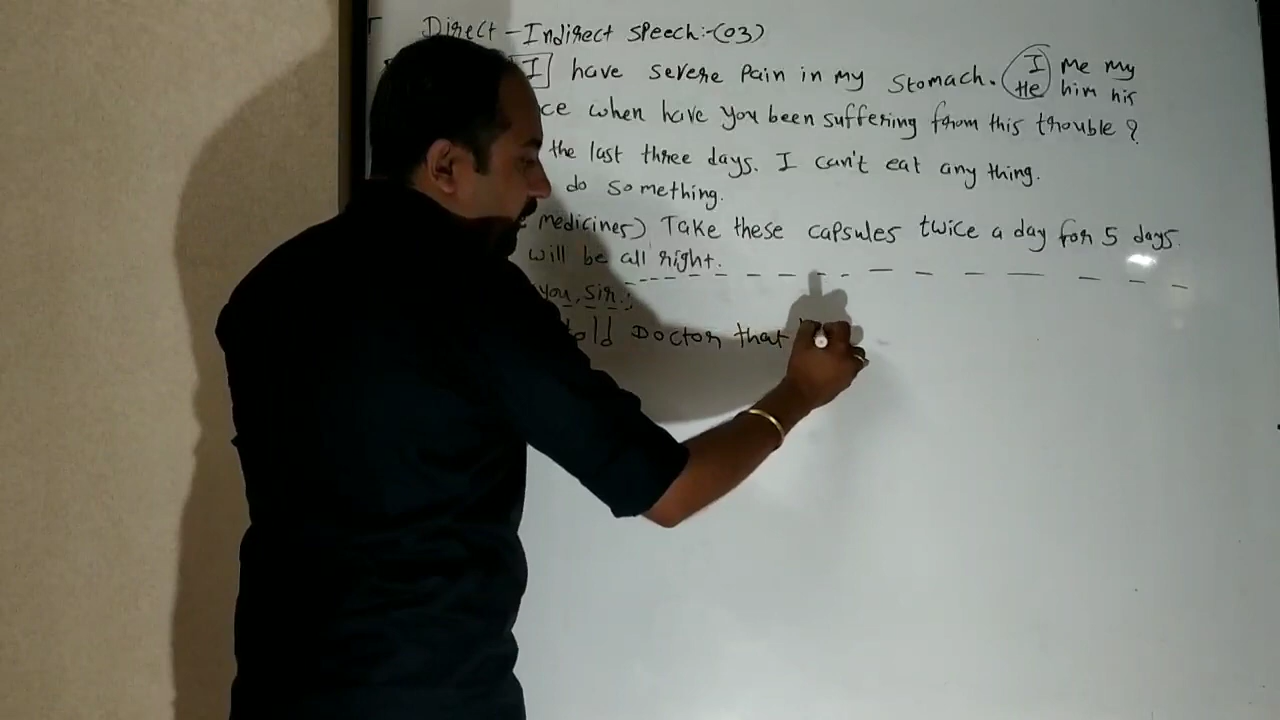 Direct - Indirect speech:-(03)
I have severe pain in my stomach. I me my
He him his
ce when have you been suffering from this trouble ?
the last three days. I can't eat any thing.
do something.
medicines) Take these capsules twice a day for 5 days.
will be all right.
you, Sir.
told Doctor that